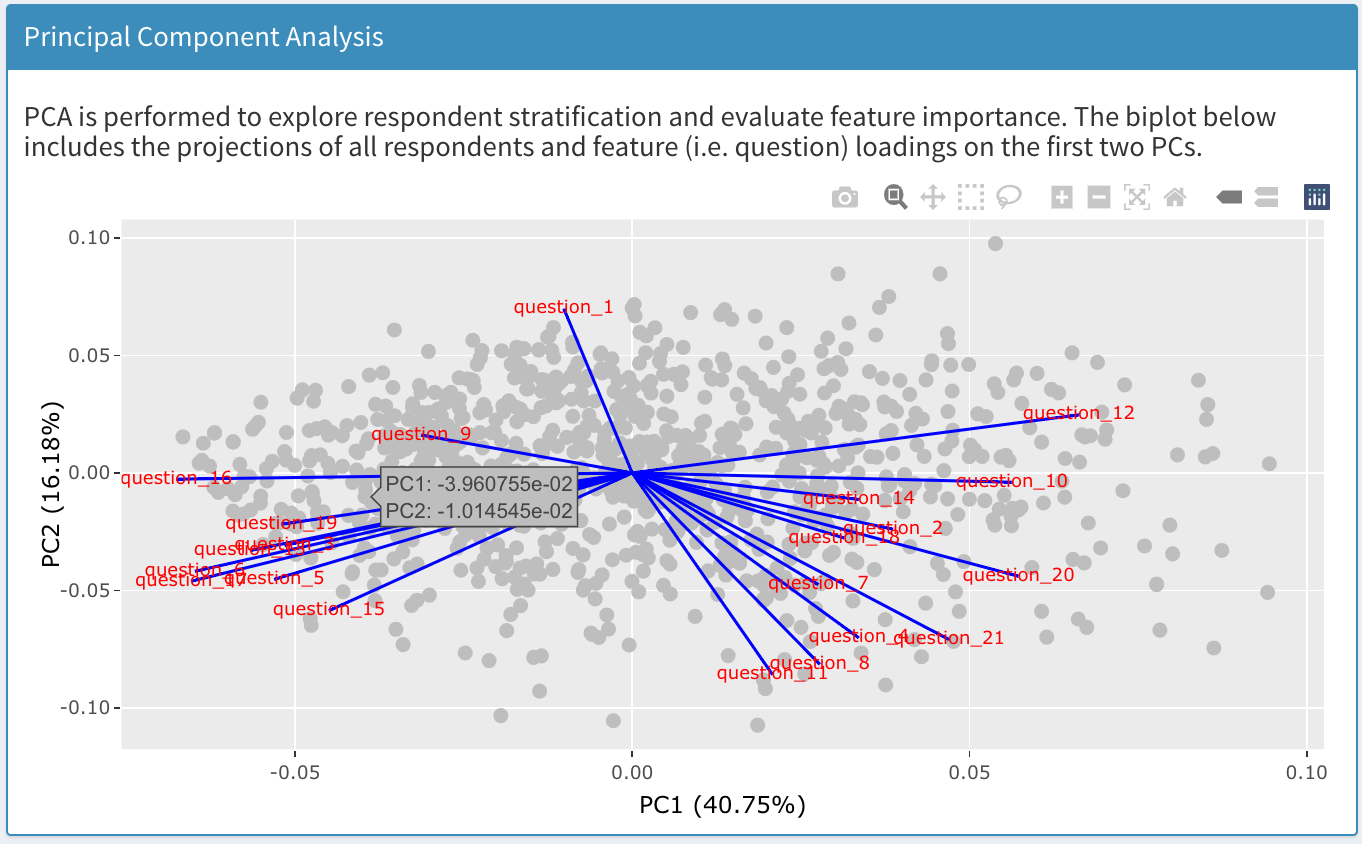 Principal Component Analysis
PCA is performed to explore respondent stratification and evaluate feature importance. The biplot below
includes the projections of all respondents and feature (i.e. question) loadings on the first two PCs.
0.10
question_1
0.05
question_12
question_9
0.00
question_16
question_10
PC1: -3.960755e-02
PC2: -1.014545e-02
question_14
question_19
question_2
question_18
question_3
question_6
question_20
question_5
question_17
question_7
-0.05
question_15
question_4
question_21
question_8
question_11
-0.10
PC2 (16.18%)
-0.05
0.00
0.05
0.10
PC1 (40.75%)